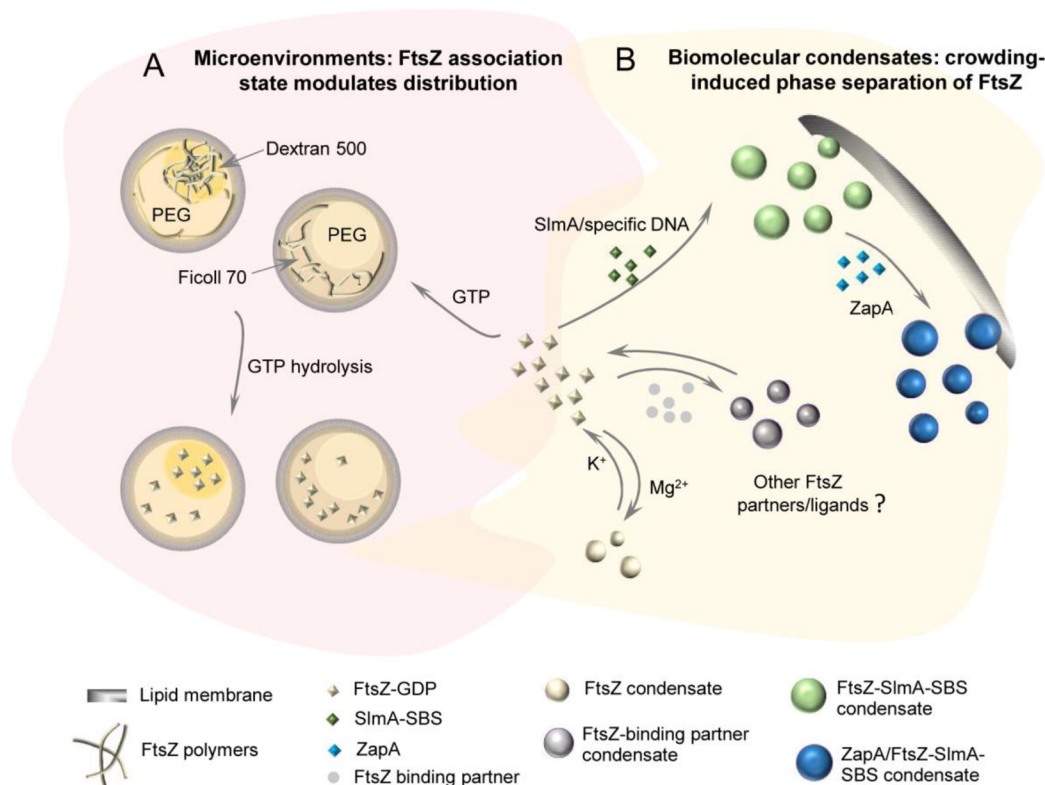 A
Microenvironments: FtsZ association
state modulates distribution
B
Biomolecular condensates: crowding-
induced phase separation of FtsZ
Dextran 500
PEG
PEG
Ficoll 70
GTP
GTP hydrolysis
SlmA/specific DNA
ZapA
K⁺
Mg²⁺
Other FtsZ
partners/ligands ?
Lipid membrane
FtsZ polymers
FtsZ-GDP
SlmA-SBS
ZapA
FtsZ binding partner
FtsZ condensate
FtsZ-binding partner
condensate
FtsZ-SlmA-SBS
condensate
ZapA/FtsZ-SlmA-
SBS condensate